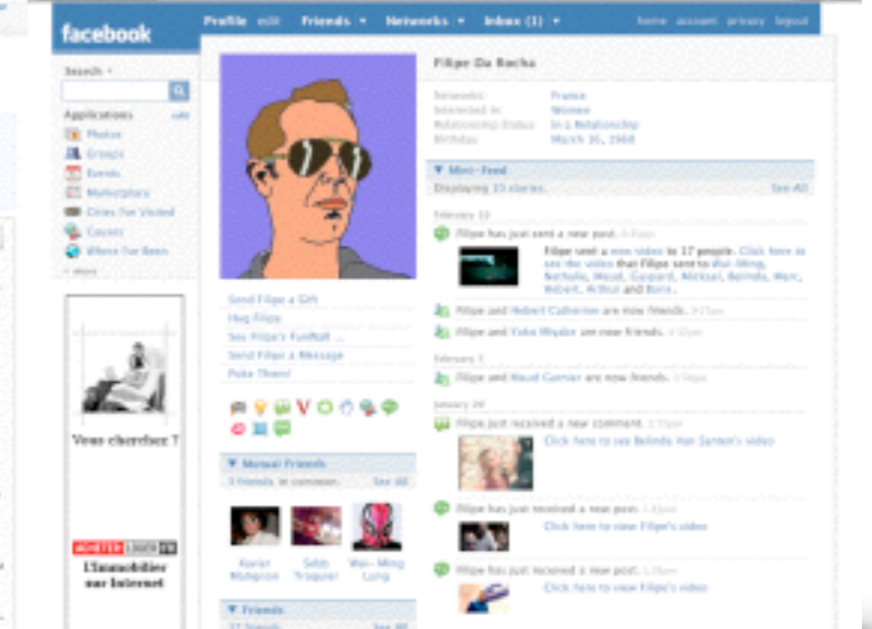 facebook
Profile edit Friends Networks Inbox (1) home account privacy logout
Search
Applications edit
Photos
Groups
Events
Marketplace
Cities I've Visited
Causes
Where I've Been
more
Vous cherchez ?
ACHETER LOUER
L'Immobilier
sur Internet
Send Filipe a Gift
Hug Filipe
See Filipe's FunWall ...
Send Filipe a Message
Poke Them!
Mutual Friends
3 friends in common. See All
Xavier
Sebb
Wei-Ming
Lung
Friends
See All
Filipe Da Rocha
Networks: France
Interested In: Women
Relationship Status: In a Relationship
Birthday: March 16, 1968
Mini-Feed
Displaying 10 stories. See All
February 10
Filipe has just sent a new post.
Filipe sent a new video to 17 people. Click here to
see the video that Filipe sent to Wei-Ming,
Nathalie, Maud, Gaspard, Mickael, Belinda, Marc,
Hebert, Arthur and Boris.
Filipe and Hebert Catherine are now friends.
Filipe and Yoko Miyake are now friends.
February
Filipe and Maud Garnier are now friends.
January
Filipe just received a new comment.
Click here to see Belinda Van Santen's video
Filipe has just received a new post.
Click here to view Filipe's video
Filipe has just received a new post.
Click here to view Filipe's video